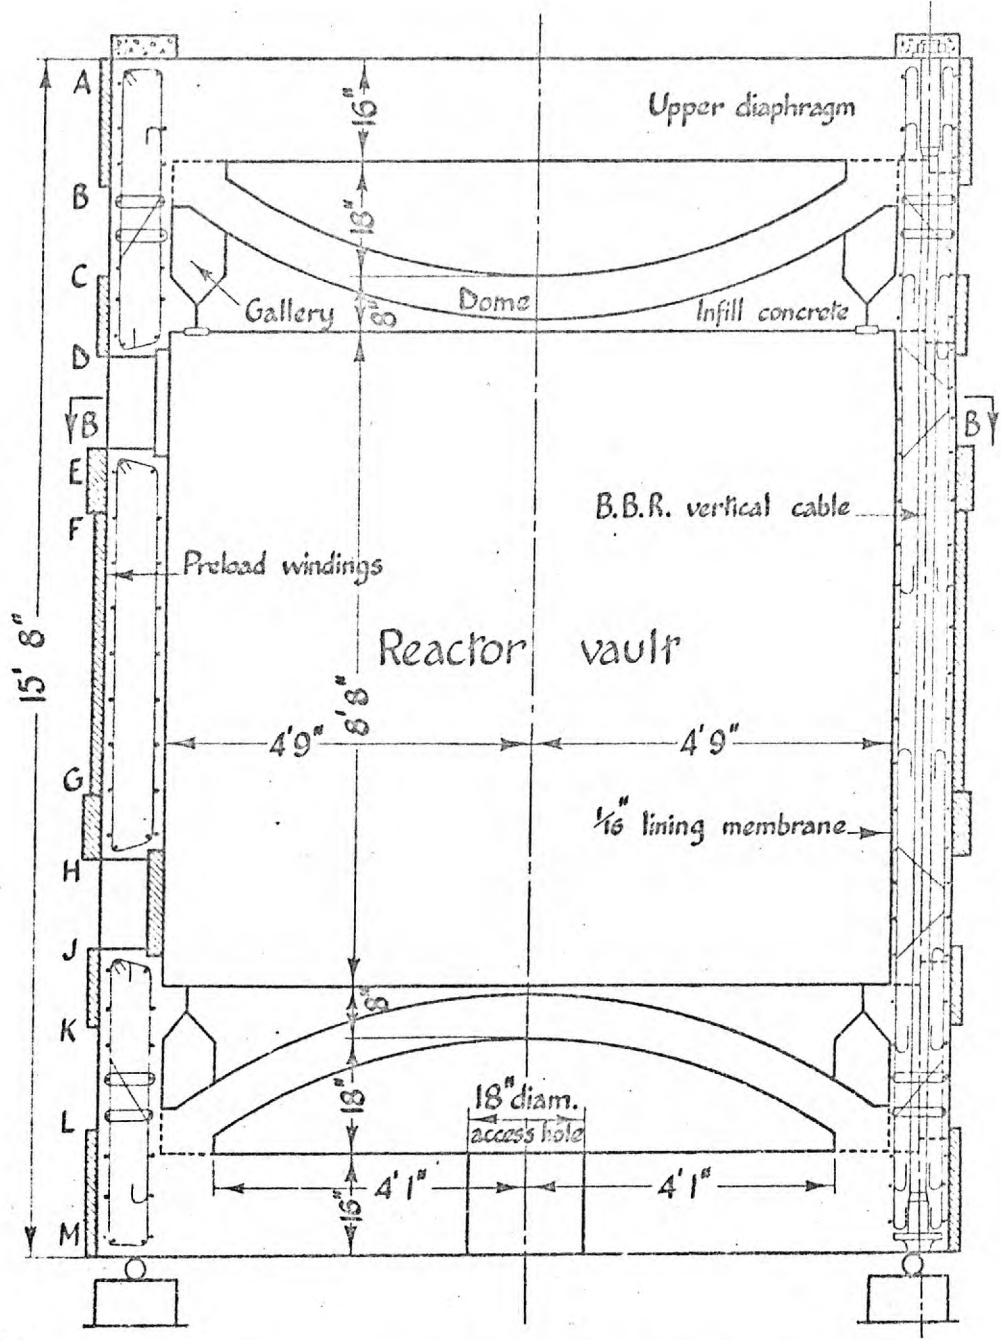 A
16"
Upper diaphragm
B
18"
C
Gallery
8"
Dome
Infill concrete
D
B
B
E
B.B.R. vertical cable
F
Preload windings
15' 8"
Reactor vault
8' 8"
4'9"
4'9"
G
1/16" lining membrane
H
J
8"
K
18"
18" diam.
access hole
L
4'1"
4'1"
16"
M